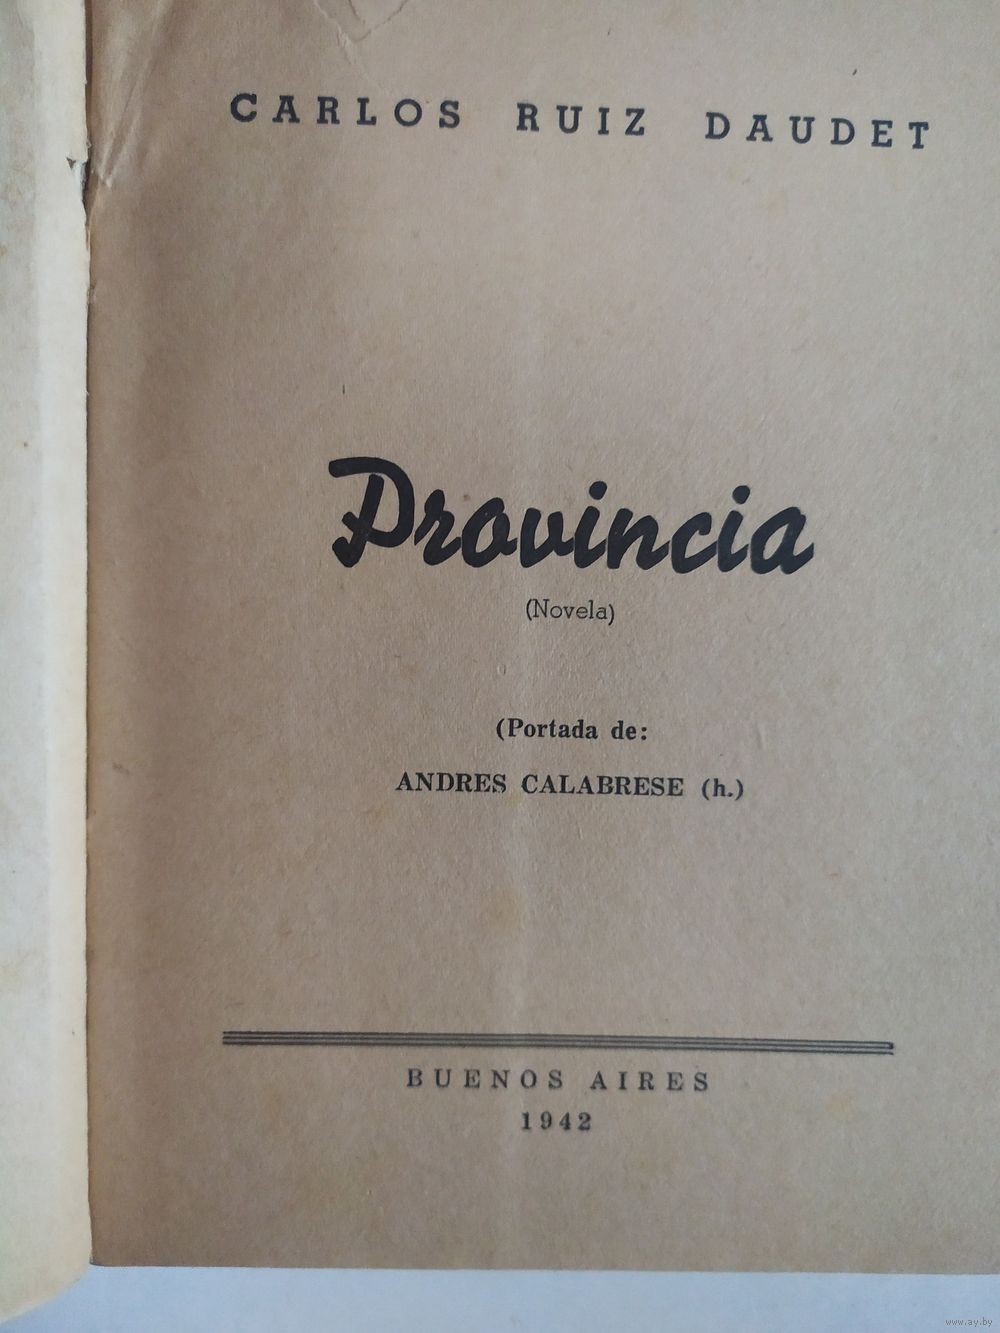 CARLOS RUIZ DAUDET
Provincia
(Novela)
(Portada de:
ANDRES CALABRESE (h.)
BUENOS AIRES
1942
www.ay.by